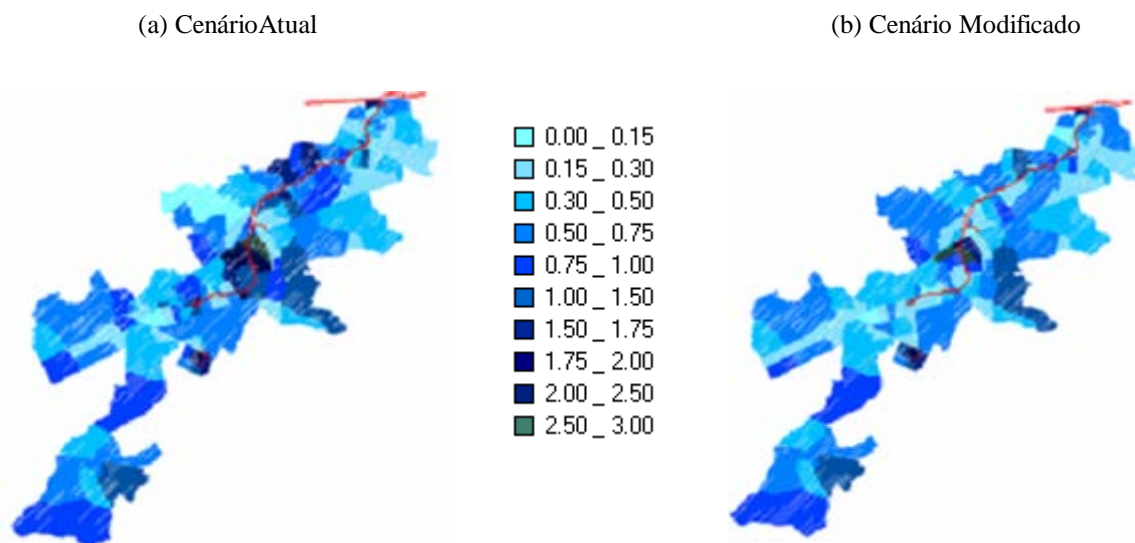 (a) CenárioAtual
(b) Cenário Modificado
0.00 _ 0.15
0.15 _ 0.30
0.30 _ 0.50
0.50 _ 0.75
0.75 _ 1.00
1.00 _ 1.50
1.50 _ 1.75
1.75 _ 2.00
2.00 _ 2.50
2.50 _ 3.00